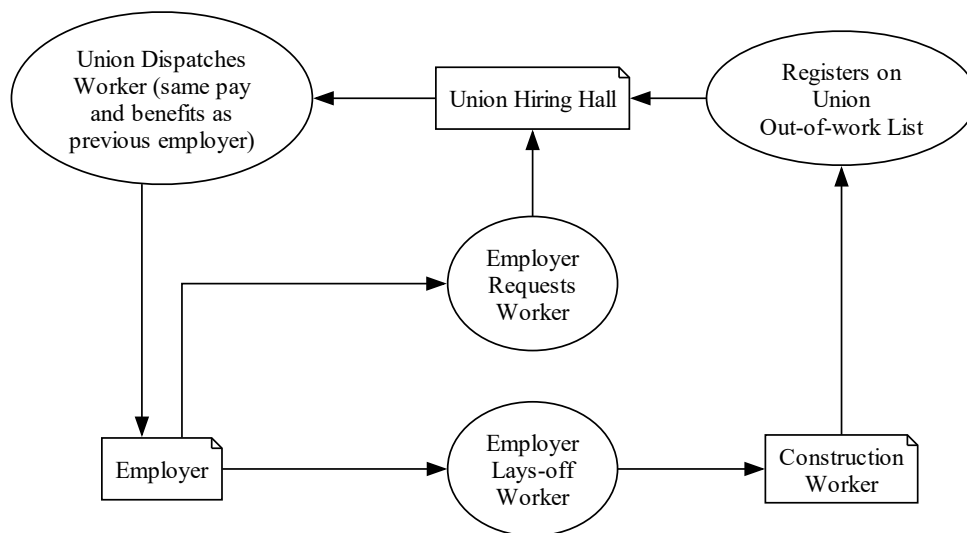 Union Dispatches
Worker (same pay
and benefits as
previous employer)
Union Hiring Hall
Registers on
Union
Out-of-work List
Employer
Requests
Worker
Employer
Employer
Lays-off
Worker
Construction
Worker